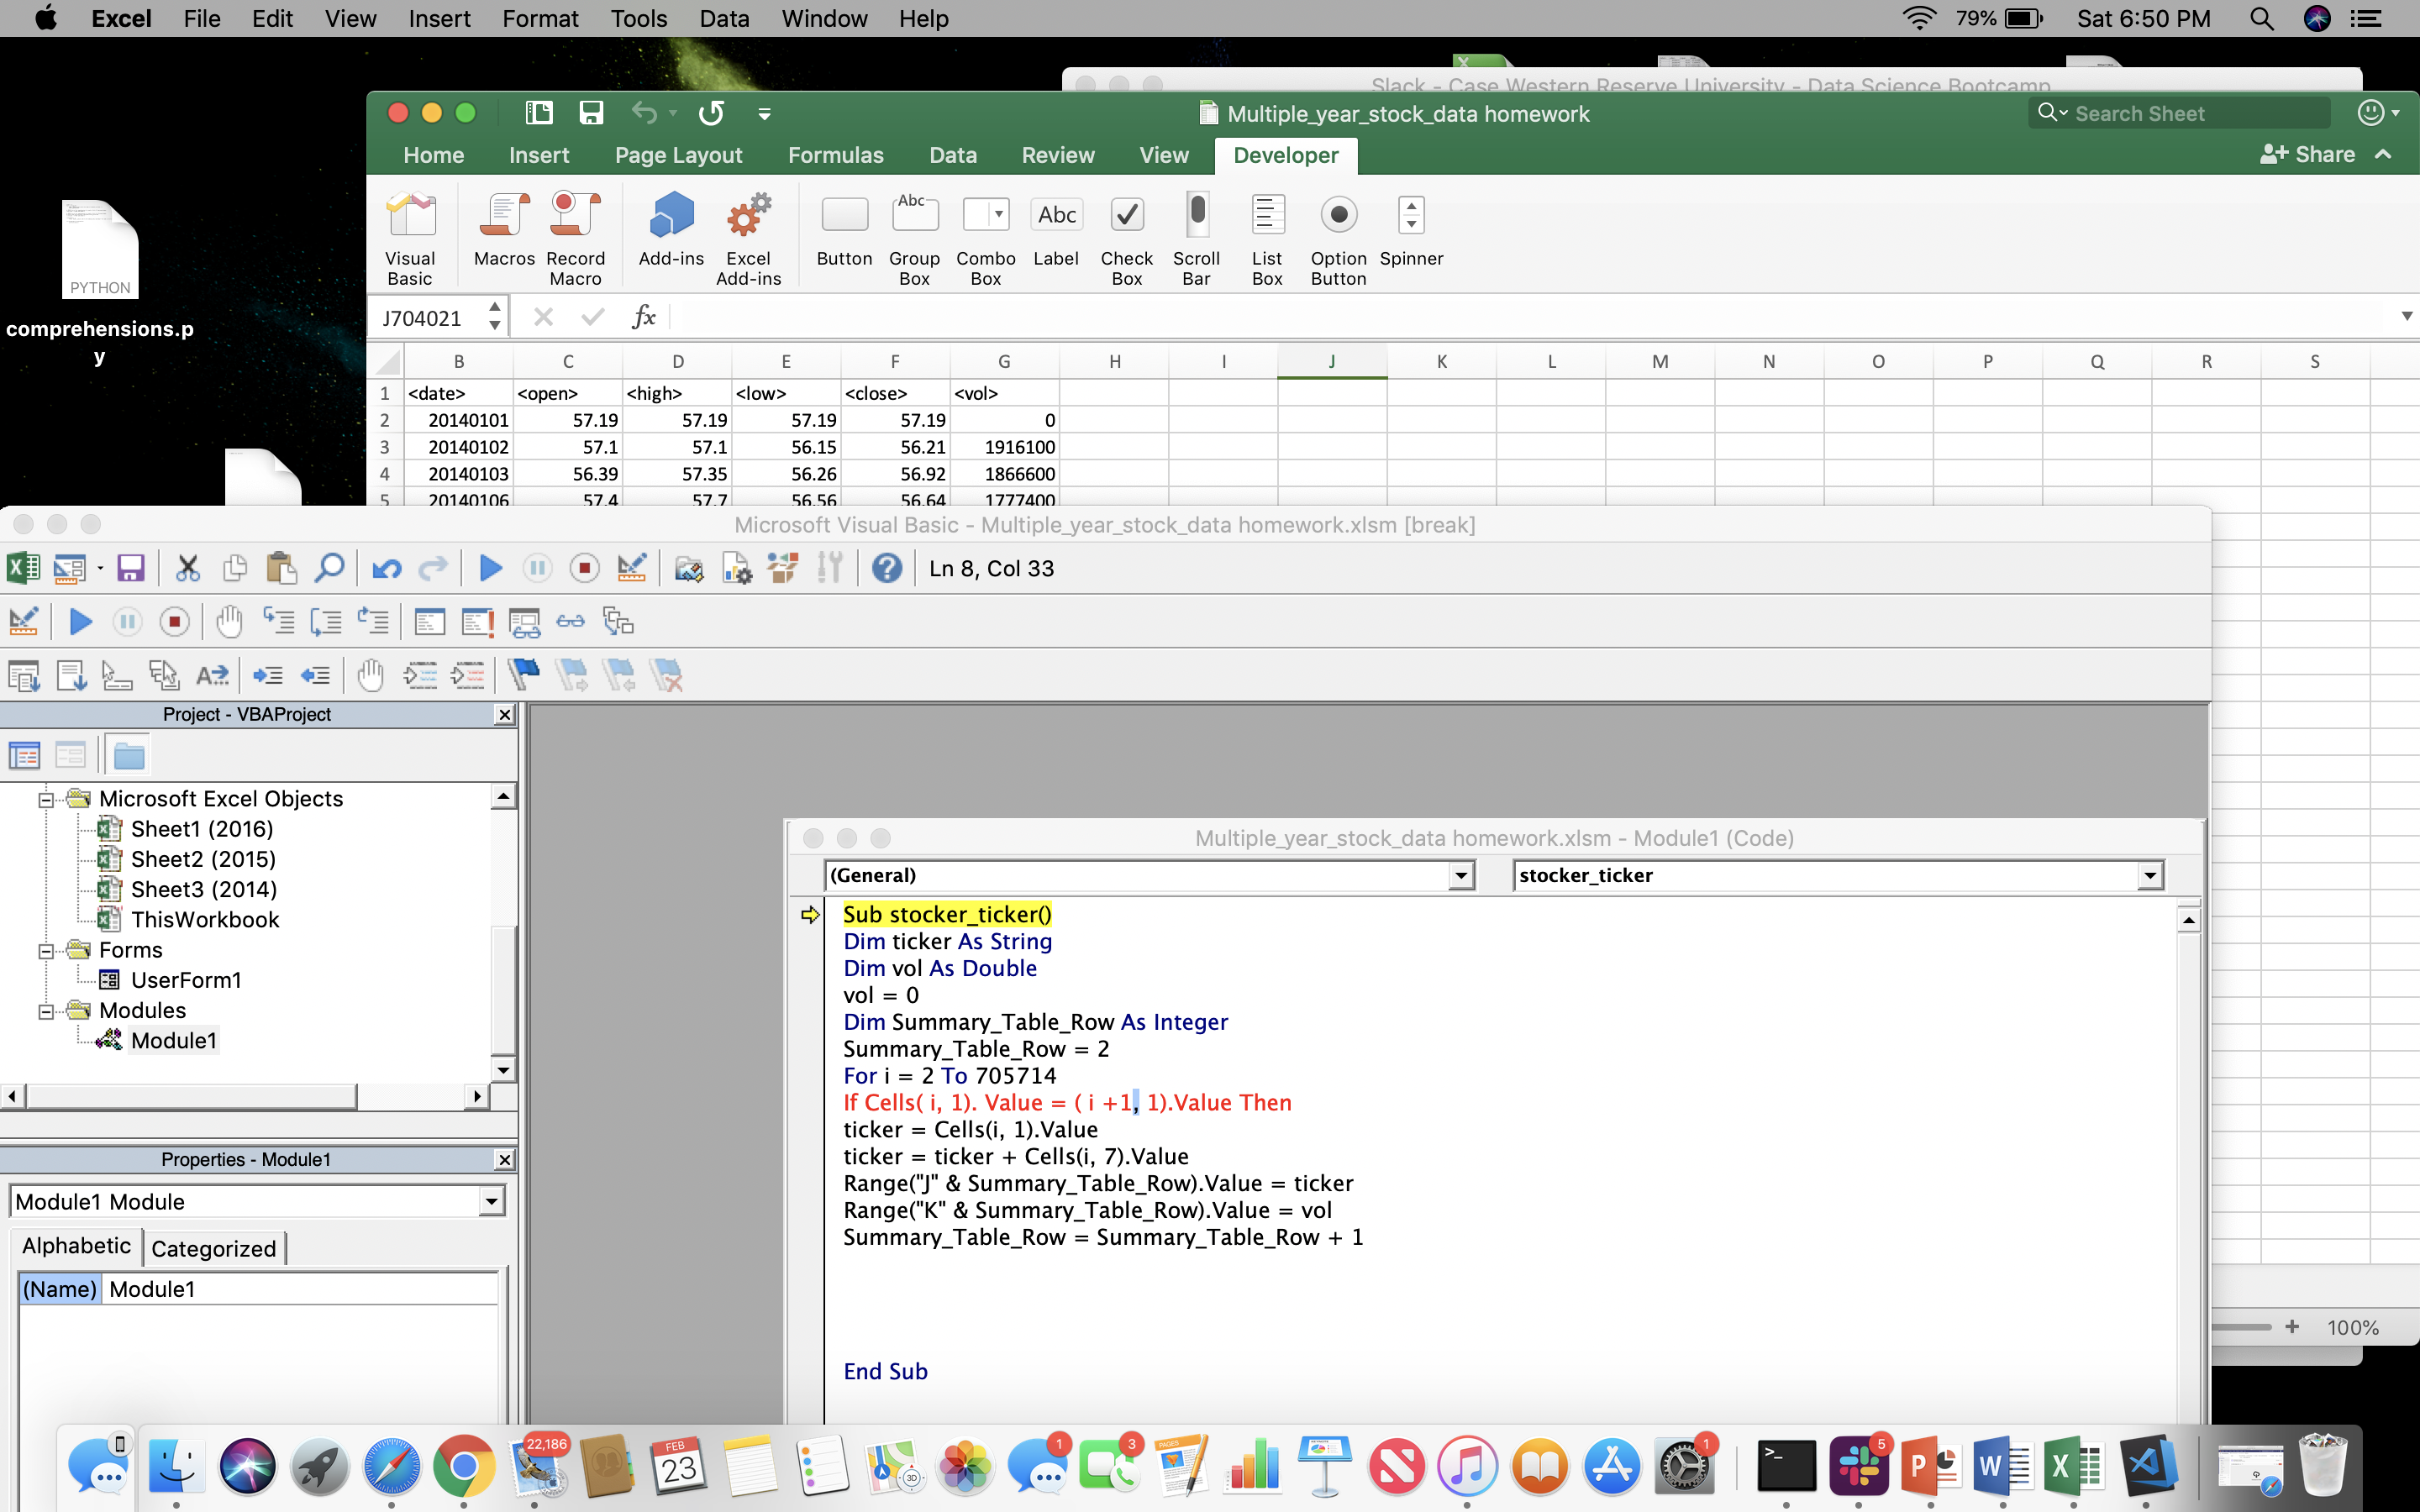 Excel File Edit View Insert Format Tools Data Window Help 79% Sat 6:50 PM
Slack - Case Western Reserve University - Data Science Bootcamp
Multiple_year_stock_data homework Search Sheet
Home Insert Page Layout Formulas Data Review View Developer Share
Abc Abc
Visual Basic Macros Record Macro Add-ins Excel Add-ins Button Group Box Combo Box Label Check Box Scroll Bar List Box Option Button Spinner
PYTHON
comprehensions.p
y
J704021 fx
B C D E F G H I J K L M N O P Q R S
1 <date> <open> <high> <low> <close> <vol>
2 20140101 57.19 57.19 57.19 57.19 0
3 20140102 57.1 57.1 56.15 56.21 1916100
4 20140103 56.39 57.35 56.26 56.92 1866600
5 20140106 57.4 57.7 56.56 56.64 1777400
Microsoft Visual Basic - Multiple_year_stock_data homework.xlsm [break]
Ln 8, Col 33
Project - VBAProject
Microsoft Excel Objects
Sheet1 (2016)
Sheet2 (2015)
Sheet3 (2014)
ThisWorkbook
Forms
UserForm1
Modules
Module1
Properties - Module1
Module1 Module
Alphabetic Categorized
(Name) Module1
Multiple_year_stock_data homework.xlsm - Module1 (Code)
(General) stocker_ticker
Sub stocker_ticker()
Dim ticker As String
Dim vol As Double
vol = 0
Dim Summary_Table_Row As Integer
Summary_Table_Row = 2
For i = 2 To 705714
If Cells( i, 1). Value = ( i +1, 1).Value Then
ticker = Cells(i, 1).Value
ticker = ticker + Cells(i, 7).Value
Range("J" & Summary_Table_Row).Value = ticker
Range("K" & Summary_Table_Row).Value = vol
Summary_Table_Row = Summary_Table_Row + 1
End Sub
100%
22,186 FEB 23 3D 1 3 PAGES 1 5